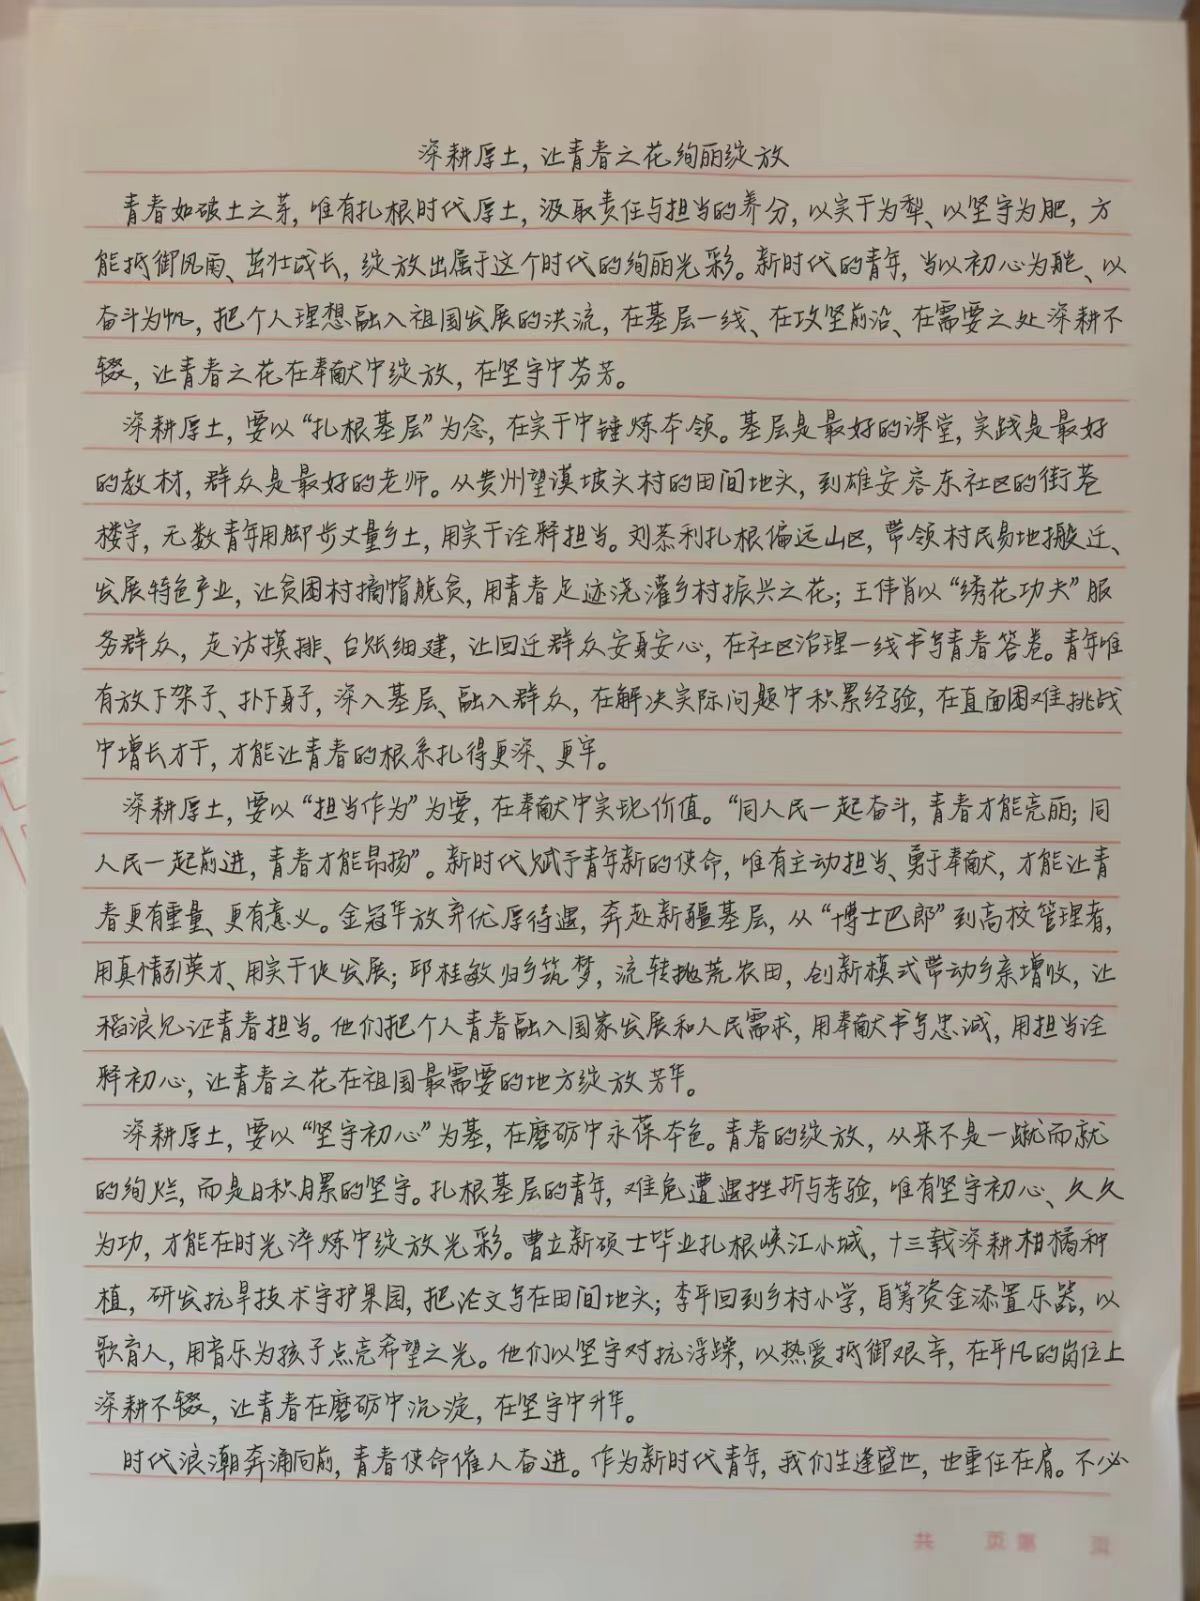 深耕厚土，让青春之花绚丽绽放
青春如破土之芽，唯有扎根时代厚土，汲取责任与担当的养分，以实干为犁、以坚守为肥，方
能抵御风雨、茁壮成长，绽放出属于这个时代的绚丽光彩。新时代的青年，当以初心为舵、以
奋斗为帆，把个人理想融入祖国发展的洪流，在基层一线、在攻坚前沿、在需要之处深耕不
辍，让青春之花在奉献中绽放，在坚守中芬芳。
深耕厚土，要以“扎根基层”为念，在实干中锤炼本领。基层是最好的课堂，实践是最好
的教材，群众是最好的老师。从贵州望谟坡头村的田间地头，到雄安容东社区的街巷
楼宇，无数青年用脚步丈量乡土，用实干诠释担当。刘恭利扎根偏远山区，带领村民易地搬迁、
发展特色产业，让贫困村摘帽脱贫，用青春足迹浇灌乡村振兴之花；王伟肖以“绣花功夫”服
务群众，走访摸排、台账细建，让回迁群众安身安心，在社区治理一线书写青春答卷。青年唯
有放下架子、扑下身子，深入基层、融入群众，在解决实际问题中积累经验，在直面困难挑战
中增长才干，才能让青春的根系扎得更深、更牢。
深耕厚土，要以“担当作为”为要，在奉献中实现价值。“同人民一起奋斗，青春才能亮丽；同
人民一起前进，青春才能昂扬”。新时代赋予青年新的使命，唯有主动担当、勇于奉献，才能让青
春更有重量、更有意义。金冠华放弃优厚待遇，奔赴新疆基层，从“博士巴郎”到高校管理者，
用真情引英才、用实干促发展；邱桂敏归乡筑梦，流转抛荒农田，创新模式带动乡亲增收，让
稻浪见证青春担当。他们把个人青春融入国家发展和人民需求，用奉献书写忠诚，用担当诠
释初心，让青春之花在祖国最需要的地方绽放芳华。
深耕厚土，要以“坚守初心”为基，在磨砺中永葆本色。青春的绽放，从来不是一蹴而就
的绚烂，而是日积月累的坚守。扎根基层的青年，难免遭遇挫折与考验，唯有坚守初心、久久
为功，才能在时光淬炼中绽放光彩。曹立新硕士毕业扎根峡江小城，十三载深耕柑橘种
植，研发抗旱技术守护果园，把论文写在田间地头；李平回到乡村小学，自筹资金添置乐器，以
歌育人，用音乐为孩子点亮希望之光。他们以坚守对抗浮躁，以热爱抵御艰辛，在平凡的岗位上
深耕不辍，让青春在磨砺中沉淀，在坚守中升华。
时代浪潮奔涌向前，青春使命催人奋进。作为新时代青年，我们生逢盛世，也重任在肩。不必
共 页 第 页